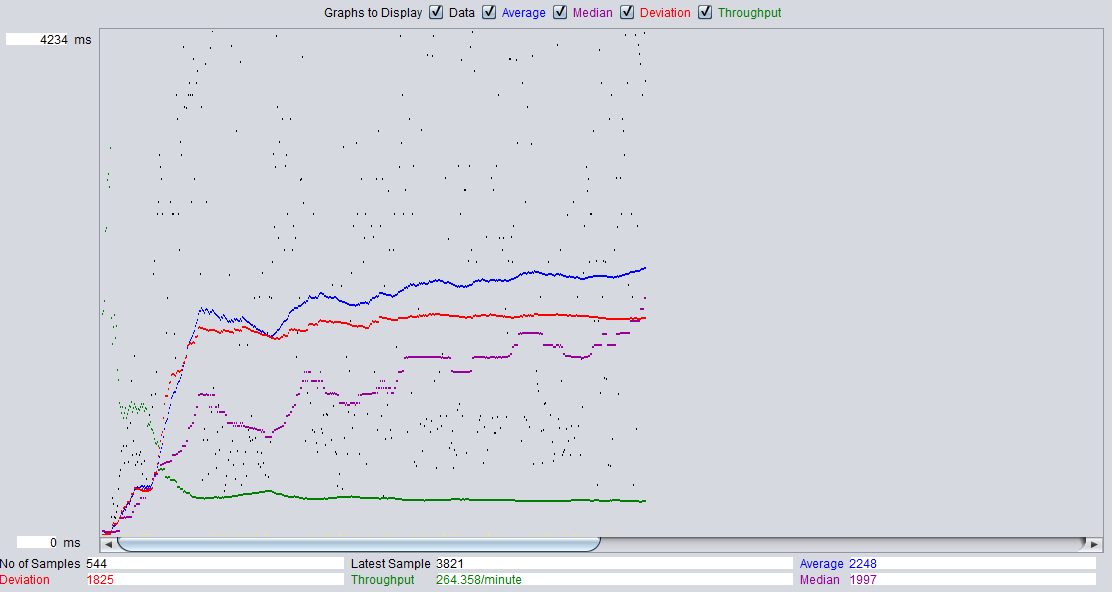 Graphs to Display Data Average Median Deviation Throughput
4234 ms
0 ms
No of Samples 544 Latest Sample 3821 Average 2248
Deviation 1825 Throughput 264.358/minute Median 1997